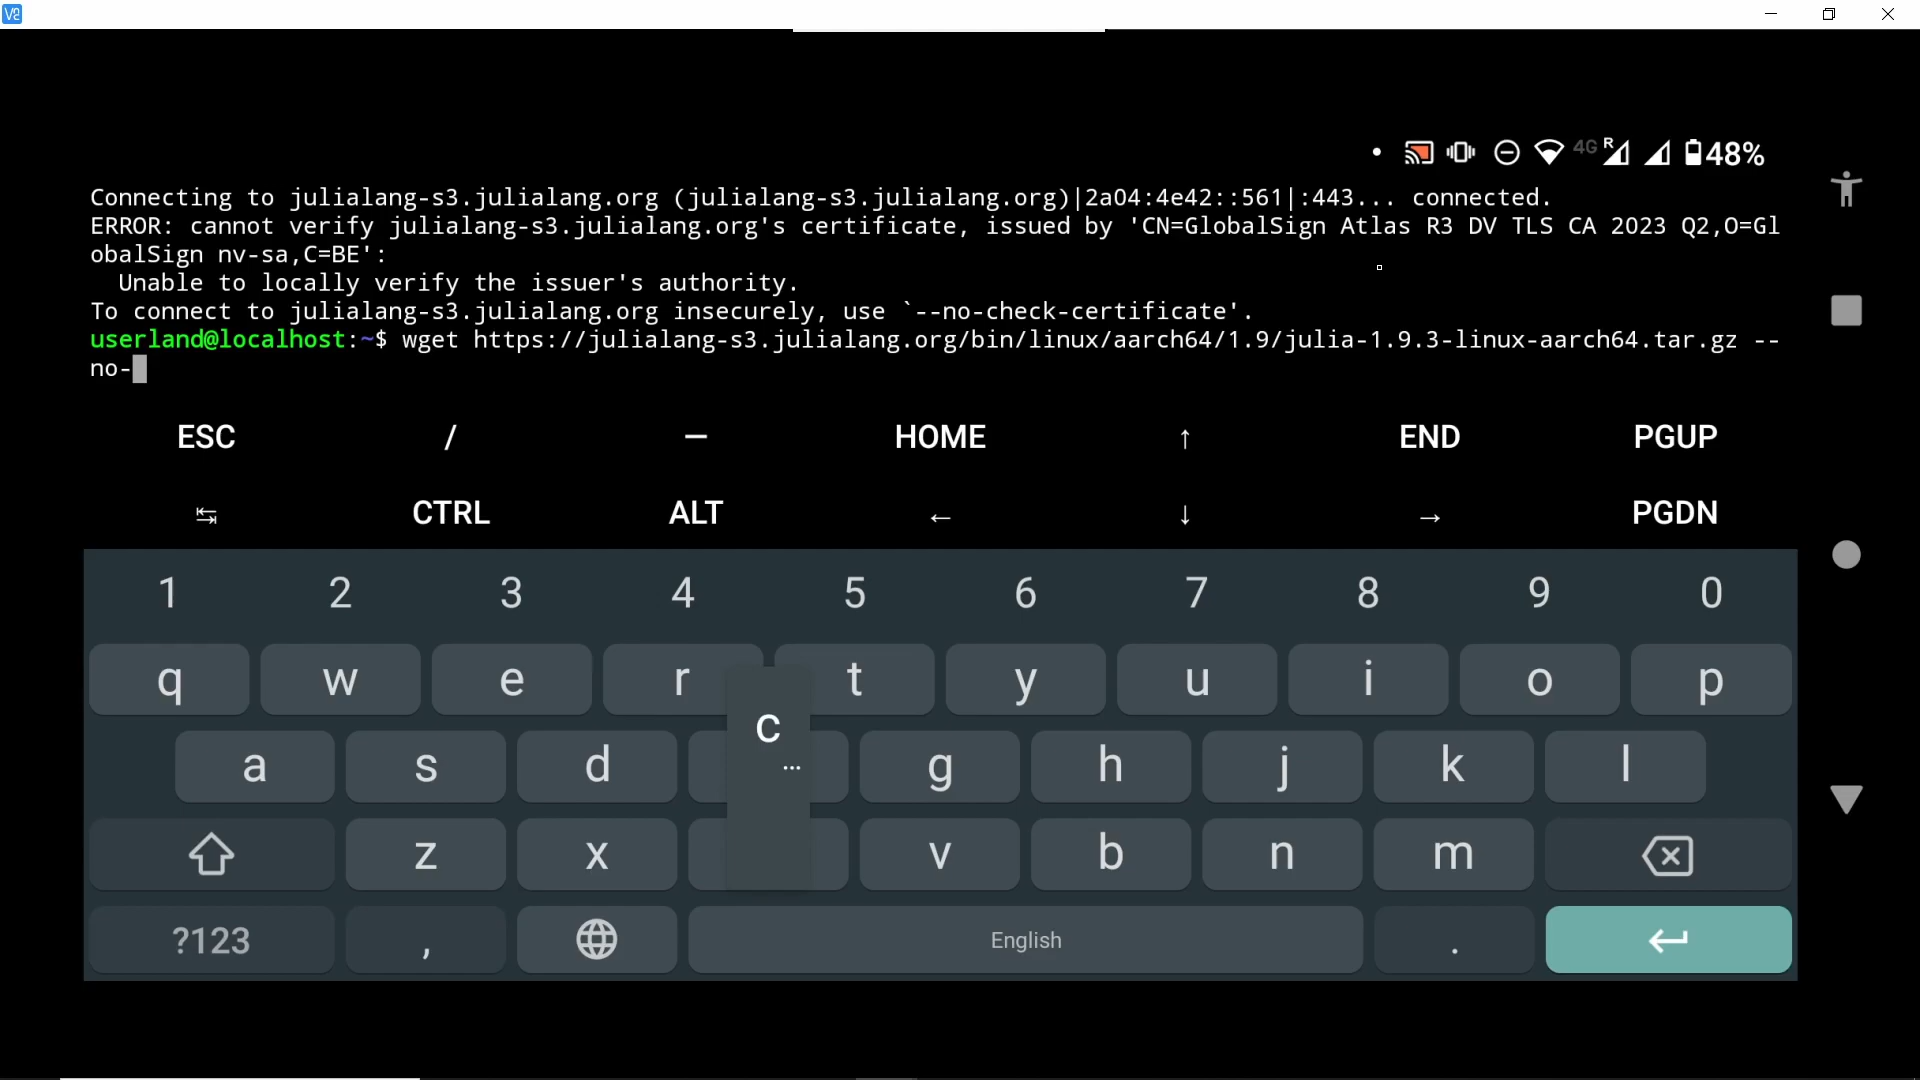 V2
4G R 48%
Connecting to julialang-s3.julialang.org (julialang-s3.julialang.org)|2a04:4e42::561|:443... connected.
ERROR: cannot verify julialang-s3.julialang.org's certificate, issued by 'CN=GlobalSign Atlas R3 DV TLS CA 2023 Q2,O=Gl
obalSign nv-sa,C=BE':
  Unable to locally verify the issuer's authority.
To connect to julialang-s3.julialang.org insecurely, use `--no-check-certificate'.
userland@localhost:~$ wget https://julialang-s3.julialang.org/bin/linux/aarch64/1.9/julia-1.9.3-linux-aarch64.tar.gz --
no-
ESC / — HOME ↑ END PGUP
↹ CTRL ALT ← ↓ → PGDN
1 2 3 4 5 6 7 8 9 0
q w e r t y u i o p
c
...
a s d g h j k l
z x v b n m
?123 , English .